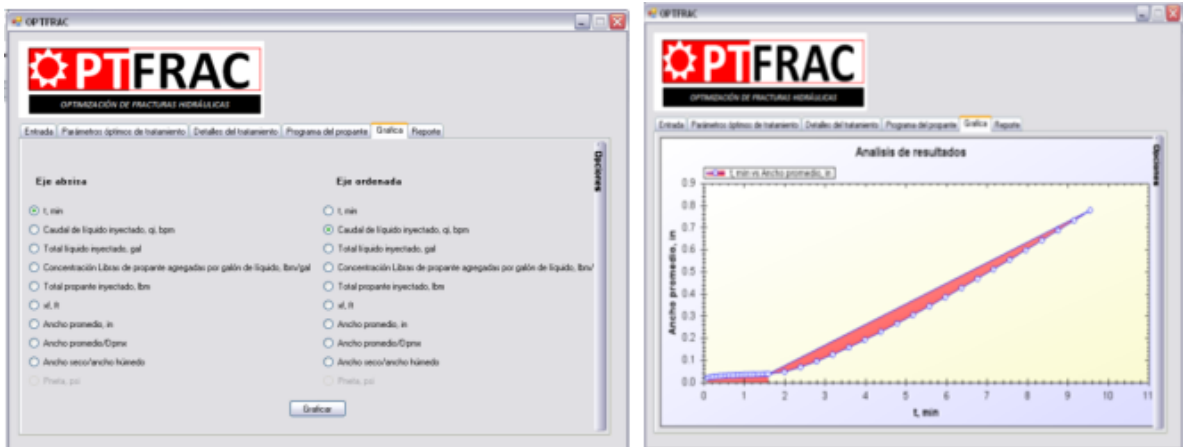 OPTFRAC
PTFRAC
OPTIMIZACIÓN DE FRACTURAS HIDRÁULICAS
Entrada Parámetros óptimos de tratamiento Detalles del tratamiento Programa del propante Grafica Reporte
Opciones
Eje absisa
t, min
Caudal de líquido inyectado, qi, bpm
Total líquido inyectado, gal
Concentración Libras de propante agregadas por galón de líquido, lbm/gal
Total propante inyectado, lbm
xf, ft
Ancho promedio, in
Ancho promedio/Dpmx
Ancho seco/ancho húmedo
Pneta, psi
Eje ordenada
t, min
Caudal de líquido inyectado, qi, bpm
Total líquido inyectado, gal
Concentración Libras de propante agregadas por galón de líquido, lbm/
Total propante inyectado, lbm
xf, ft
Ancho promedio, in
Ancho promedio/Dpmx
Ancho seco/ancho húmedo
Pneta, psi
Graficar
OPTFRAC
PTFRAC
OPTIMIZACIÓN DE FRACTURAS HIDRÁULICAS
Entrada Parámetros óptimos de tratamiento Detalles del tratamiento Programa del propante Grafica Reporte
Opciones
Analisis de resultados
t, min vs Ancho promedio, in
Ancho promedio, in
0.9
0.8
0.7
0.6
0.5
0.4
0.3
0.2
0.1
0.0
0 1 2 3 4 5 6 7 8 9 10 11
t, min